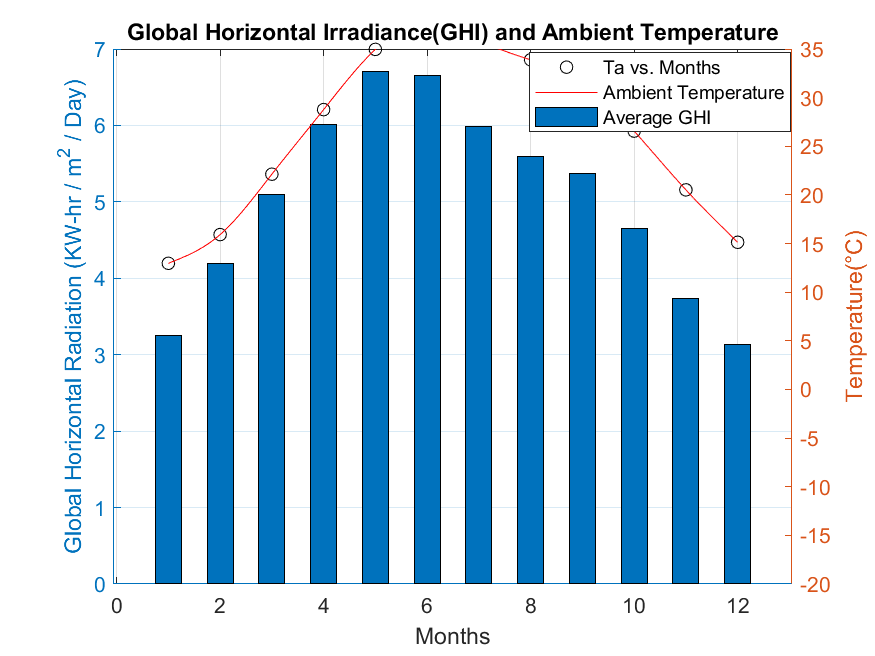 Global Horizontal Irradiance(GHI) and Ambient Temperature
Global Horizontal Radiation (KW-hr / m² / Day)
7
6
5
4
3
2
1
0
Ta vs. Months
Ambient Temperature
Average GHI
35
30
25
20
15
10
5
0
-5
-10
-15
-20
Temperature(°C)
0 2 4 6 8 10 12
Months